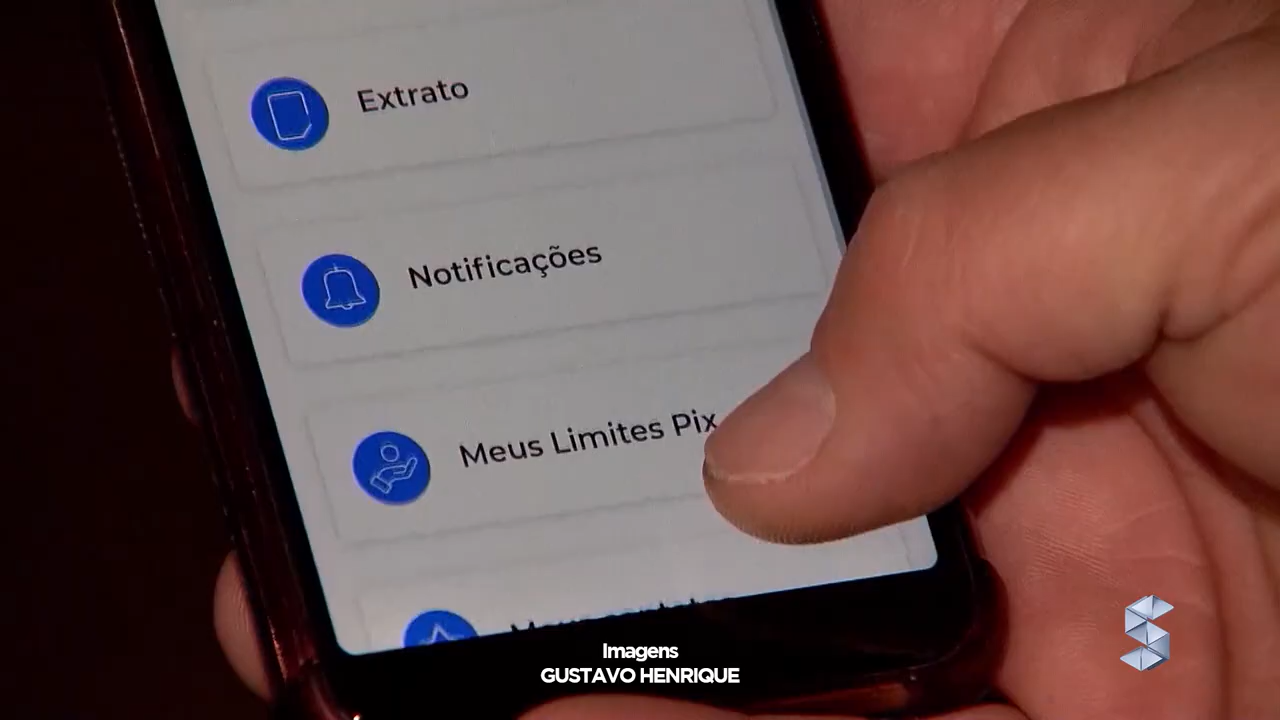 Extrato
Notificações
Meus Limites Pix
Imagens
GUSTAVO HENRIQUE